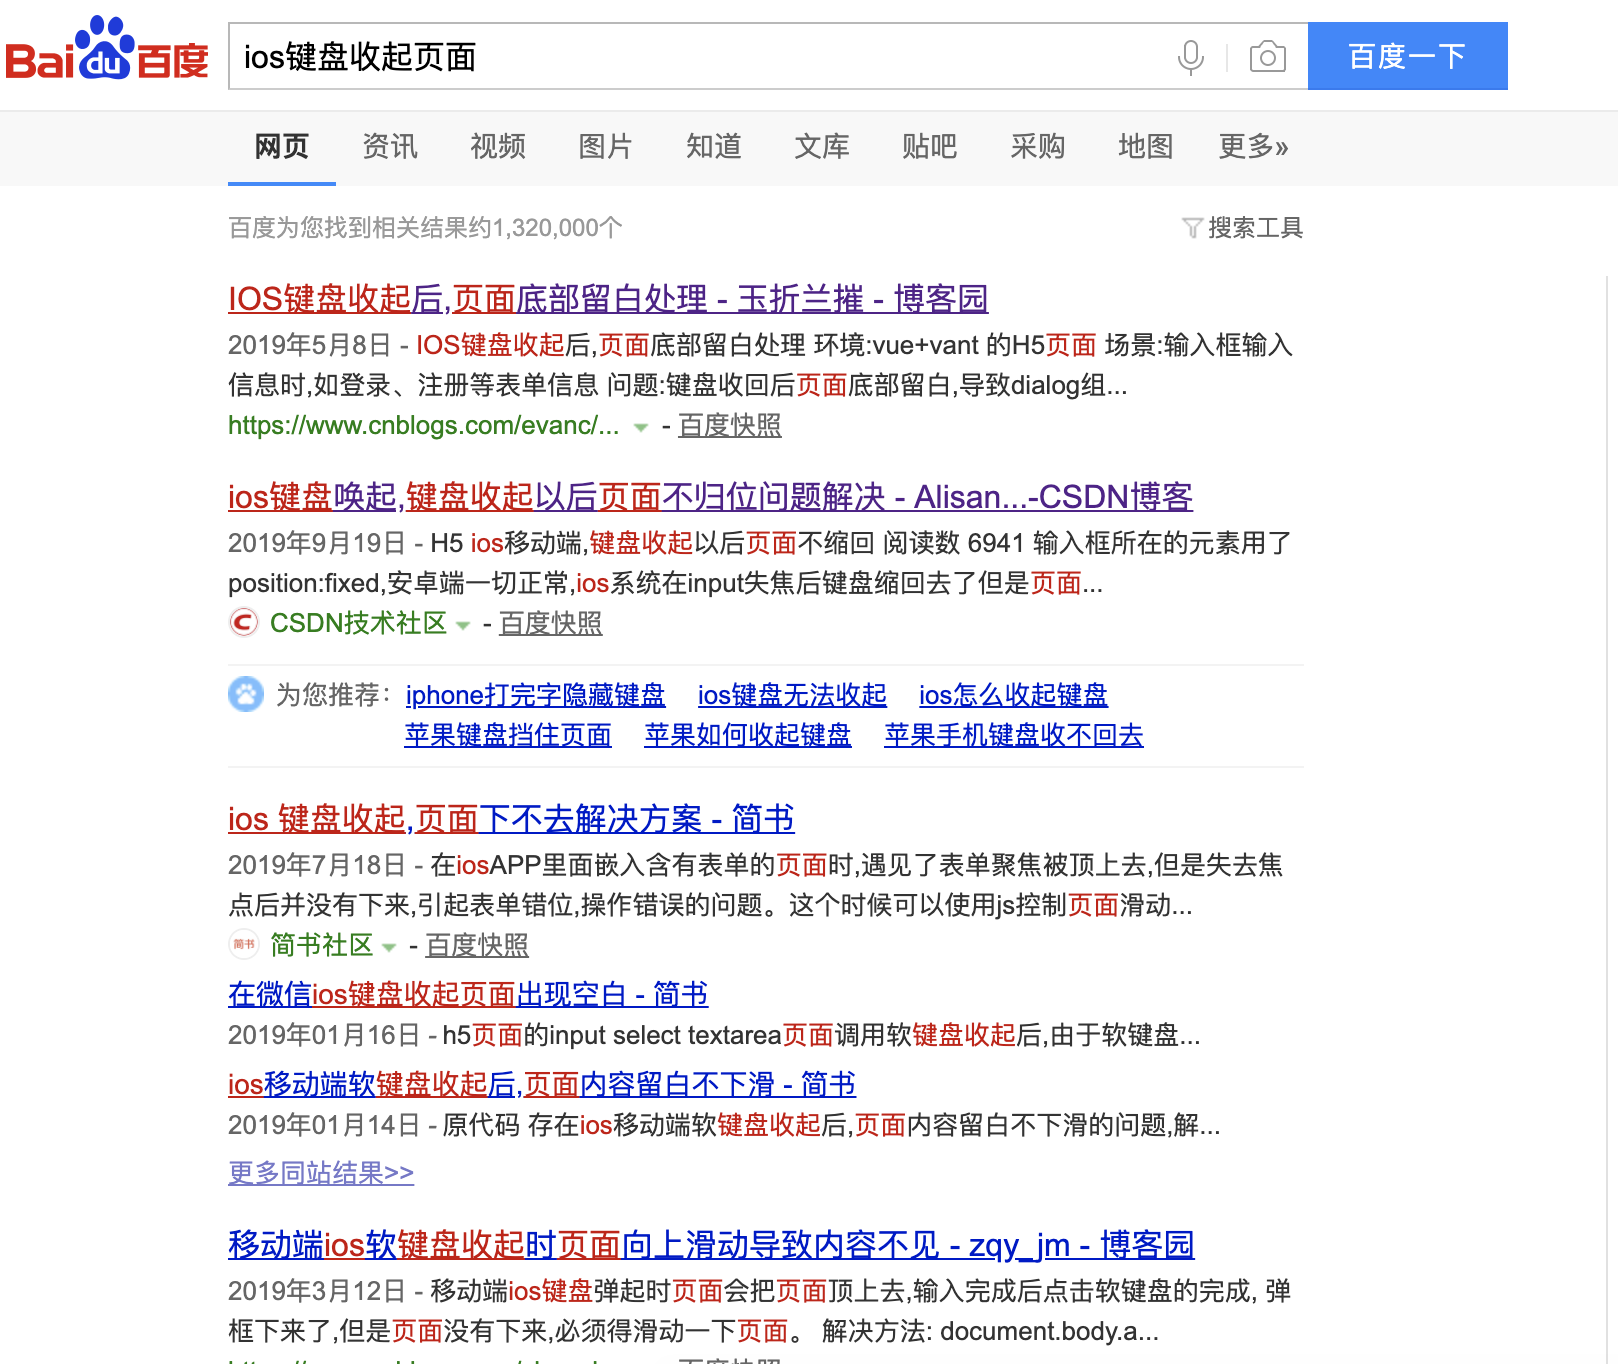 Bai du 百度
ios键盘收起页面
百度一下
网页 资讯 视频 图片 知道 文库 贴吧 采购 地图 更多»
百度为您找到相关结果约1,320,000个
搜索工具
IOS键盘收起后,页面底部留白处理 - 玉折兰摧 - 博客园
2019年5月8日 - IOS键盘收起后,页面底部留白处理 环境:vue+vant 的H5页面 场景:输入框输入
信息时,如登录、注册等表单信息 问题:键盘收回后页面底部留白,导致dialog组...
https://www.cnblogs.com/evanc/... - 百度快照
ios键盘唤起,键盘收起以后页面不归位问题解决 - Alisan...-CSDN博客
2019年9月19日 - H5 ios移动端,键盘收起以后页面不缩回 阅读数 6941 输入框所在的元素用了
position:fixed,安卓端一切正常,ios系统在input失焦后键盘缩回去了但是页面...
CSDN技术社区 - 百度快照
为您推荐: iphone打完字隐藏键盘 ios键盘无法收起 ios怎么收起键盘
苹果键盘挡住页面 苹果如何收起键盘 苹果手机键盘收不回去
ios 键盘收起,页面下不去解决方案 - 简书
2019年7月18日 - 在iosAPP里面嵌入含有表单的页面时,遇见了表单聚焦被顶上去,但是失去焦
点后并没有下来,引起表单错位,操作错误的问题。这个时候可以使用js控制页面滑动...
简书 简书社区 - 百度快照
在微信ios键盘收起页面出现空白 - 简书
2019年01月16日 - h5页面的input select textarea页面调用软键盘收起后,由于软键盘...
ios移动端软键盘收起后,页面内容留白不下滑 - 简书
2019年01月14日 - 原代码 存在ios移动端软键盘收起后,页面内容留白不下滑的问题,解...
更多同站结果>>
移动端ios软键盘收起时页面向上滑动导致内容不见 - zqy_jm - 博客园
2019年3月12日 - 移动端ios键盘弹起时页面会把页面顶上去,输入完成后点击软键盘的完成, 弹
框下来了,但是页面没有下来,必须得滑动一下页面。 解决方法: document.body.a...